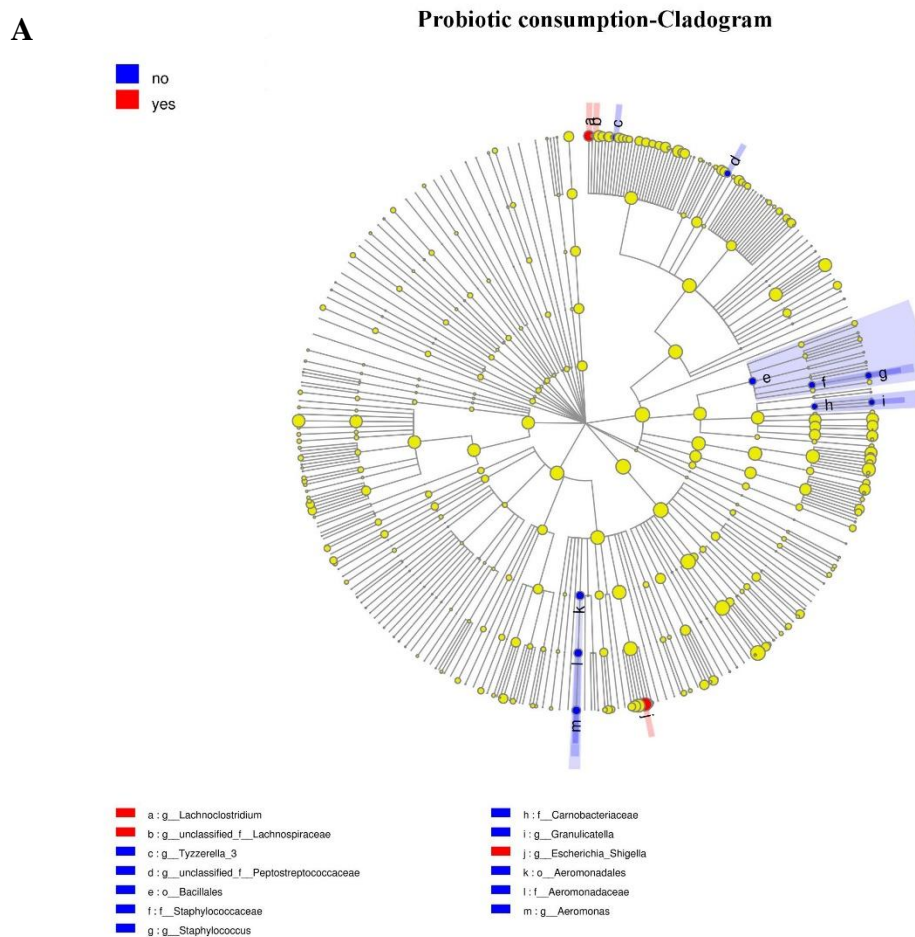 A
Probiotic consumption-Cladogram
no
yes
a
b
c
d
e
f
g
h
i
k
l
m
j
a : g__Lachnoclostridium
b : g__unclassified_f__Lachnospiraceae
c : g__Tyzzerella_3
d : g__unclassified_f__Peptostreptococcaceae
e : o__Bacillales
f : f__Staphylococcaceae
g : g__Staphylococcus
h : f__Carnobacteriaceae
i : g__Granulicatella
j : g__Escherichia_Shigella
k : o__Aeromonadales
l : f__Aeromonadaceae
m : g__Aeromonas